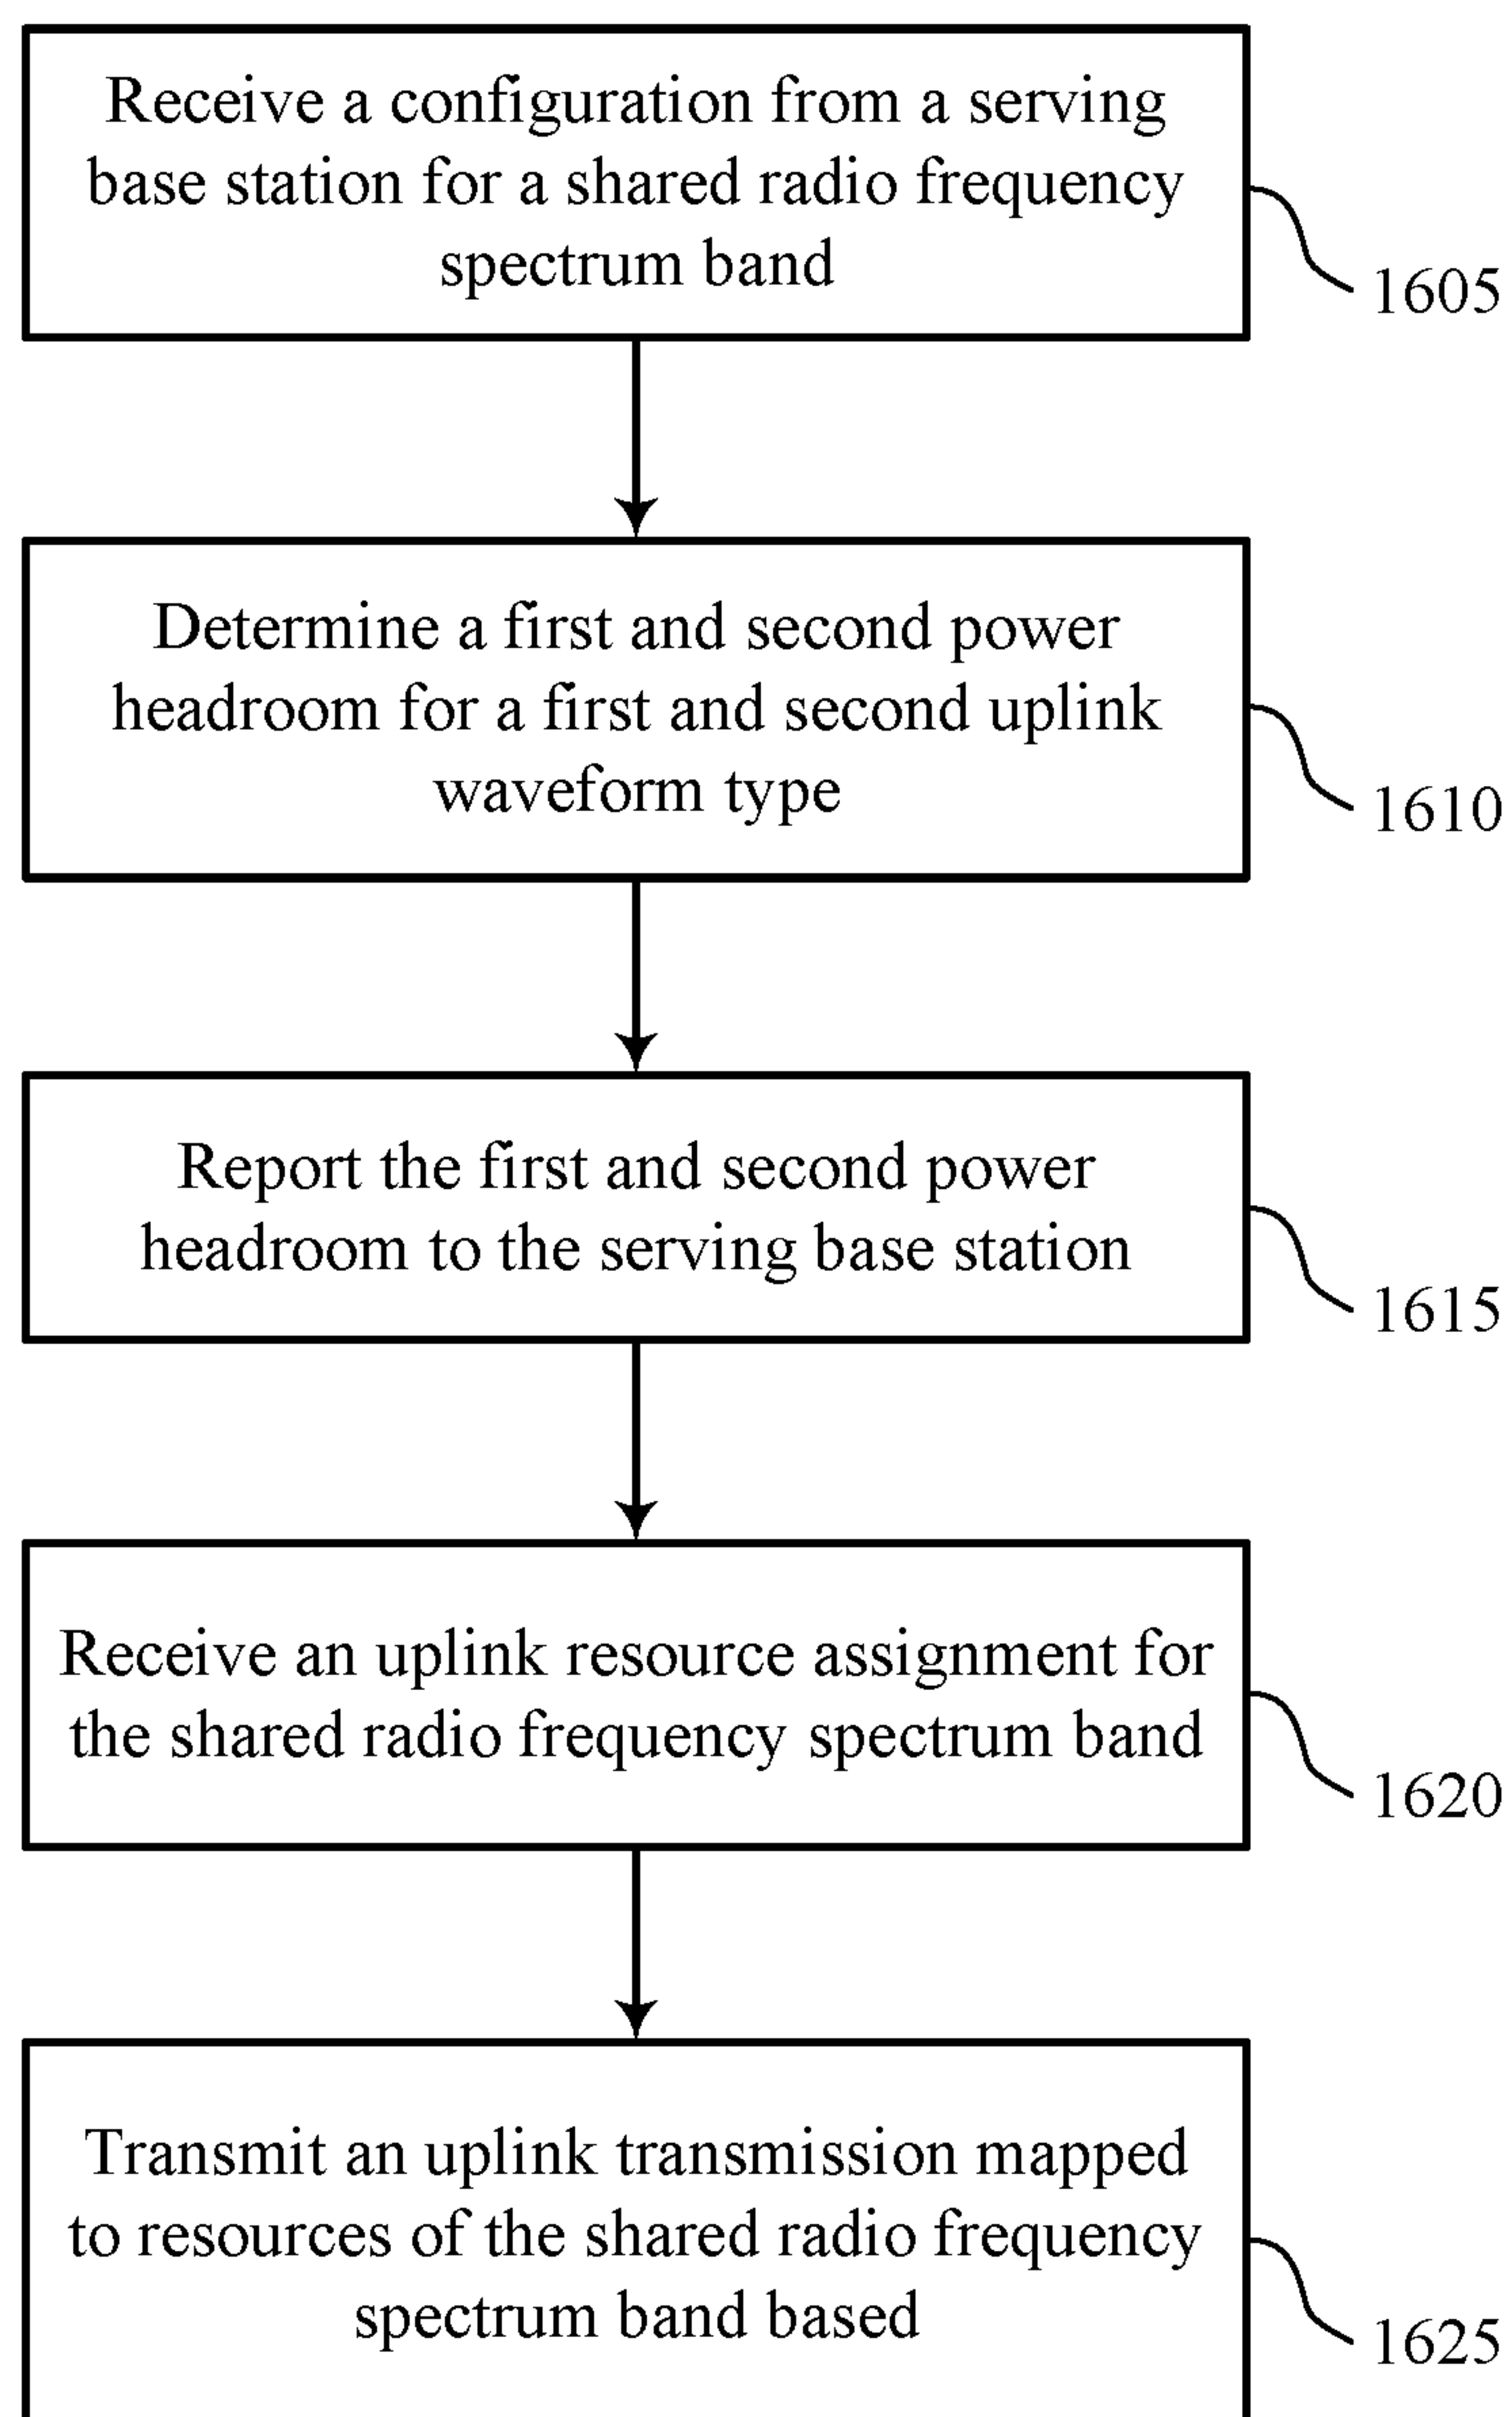 Receive a configuration from a serving
base station for a shared radio frequency
spectrum band
1605
Determine a first and second power
headroom for a first and second uplink
waveform type
1610
Report the first and second power
headroom to the serving base station
1615
Receive an uplink resource assignment for
the shared radio frequency spectrum band
1620
Transmit an uplink transmission mapped
to resources of the shared radio frequency
spectrum band based
1625